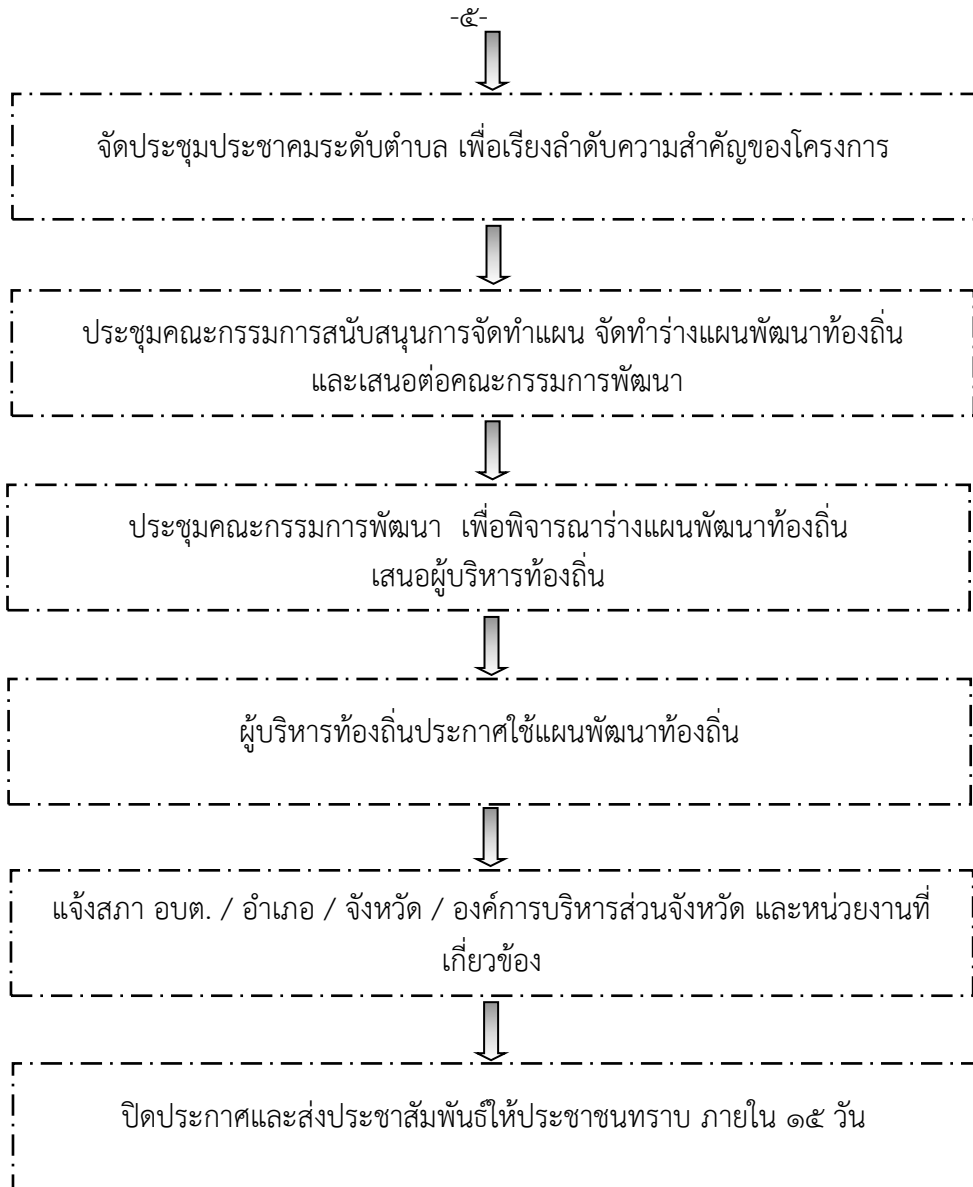 -๕-
จัดประชุมประชาคมระดับตำบล เพื่อเรียงลำดับความสำคัญของโครงการ
ประชุมคณะกรรมการสนับสนุนการจัดทำแผน จัดทำร่างแผนพัฒนาท้องถิ่น
และเสนอต่อคณะกรรมการพัฒนา
ประชุมคณะกรรมการพัฒนา เพื่อพิจารณาร่างแผนพัฒนาท้องถิ่น
เสนอผู้บริหารท้องถิ่น
ผู้บริหารท้องถิ่นประกาศใช้แผนพัฒนาท้องถิ่น
แจ้งสภา อบต. / อำเภอ / จังหวัด / องค์การบริหารส่วนจังหวัด และหน่วยงานที่
เกี่ยวข้อง
ปิดประกาศและส่งประชาสัมพันธ์ให้ประชาชนทราบ ภายใน ๑๕ วัน